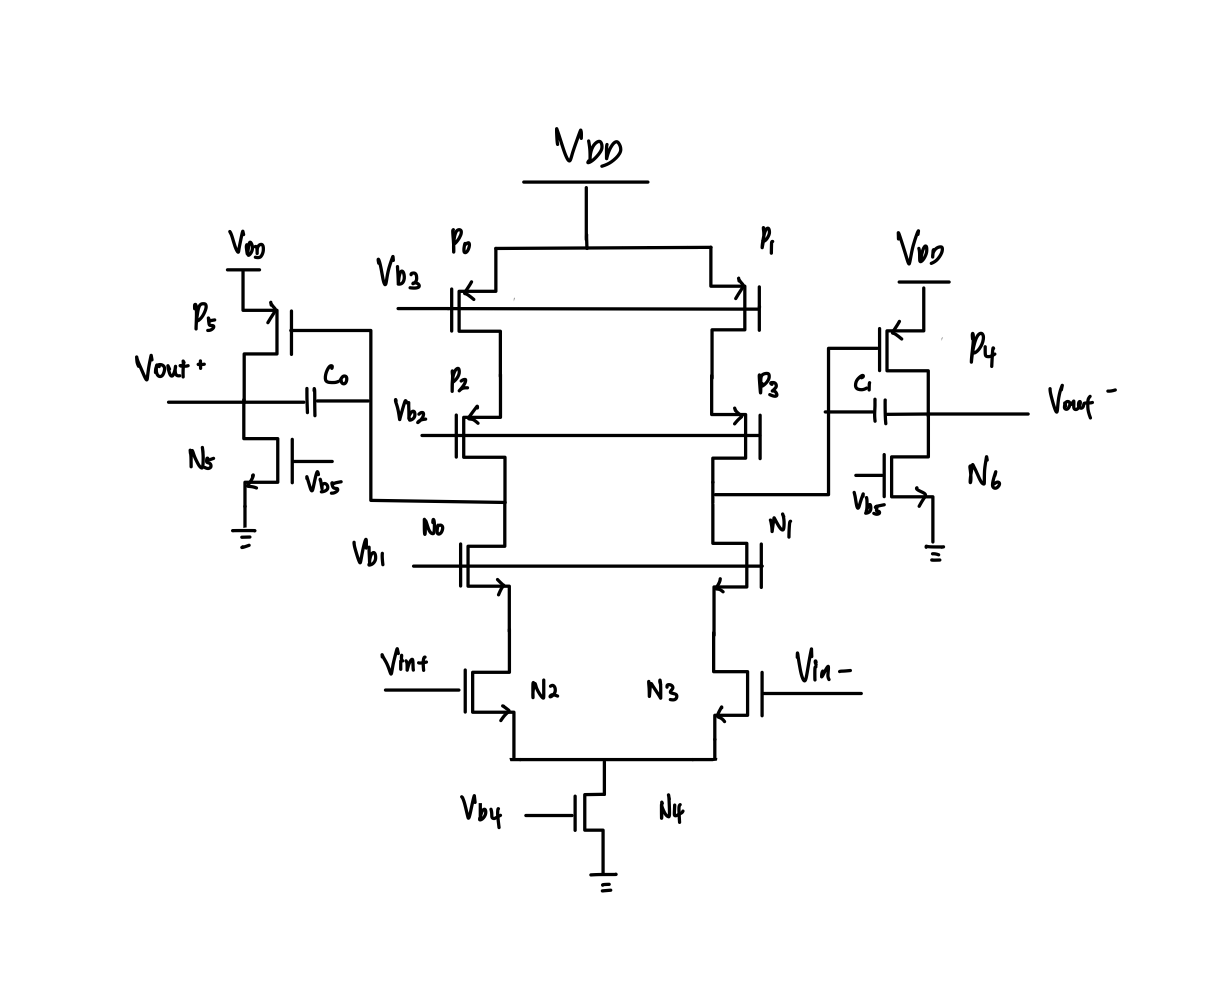 VDD
P0
P1
VDD
VDD
Vb3
P5
P4
Vout+
C0
P2
P3
C1
Vout-
Vb2
N5
Vb5
N6
Vb5
N0
N1
Vb1
Vin+
Vin-
N2
N3
Vb4
N4